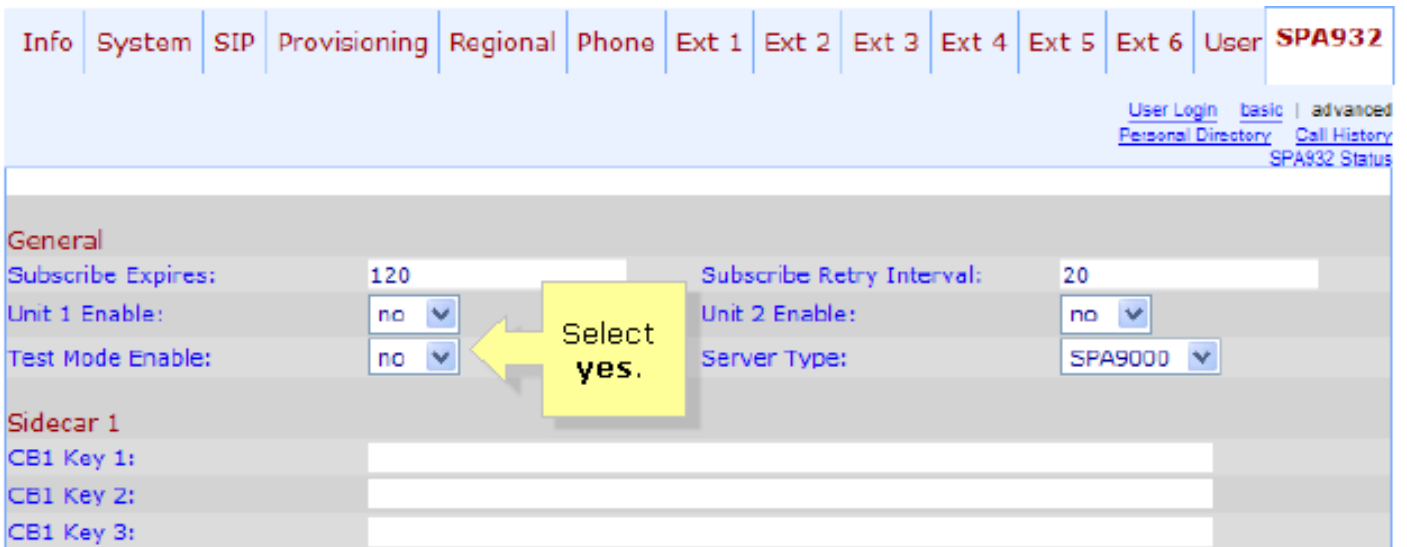 Info System SIP Provisioning Regional Phone Ext 1 Ext 2 Ext 3 Ext 4 Ext 5 Ext 6 User SPA932
User Login basic | advanced
Personal Directory Call History
SPA932 Status
General
Subscribe Expires: 120 Subscribe Retry Interval: 20
Unit 1 Enable: no Unit 2 Enable: no
Test Mode Enable: no Server Type: SPA9000
Select
yes.
Sidecar 1
CB1 Key 1:
CB1 Key 2:
CB1 Key 3: